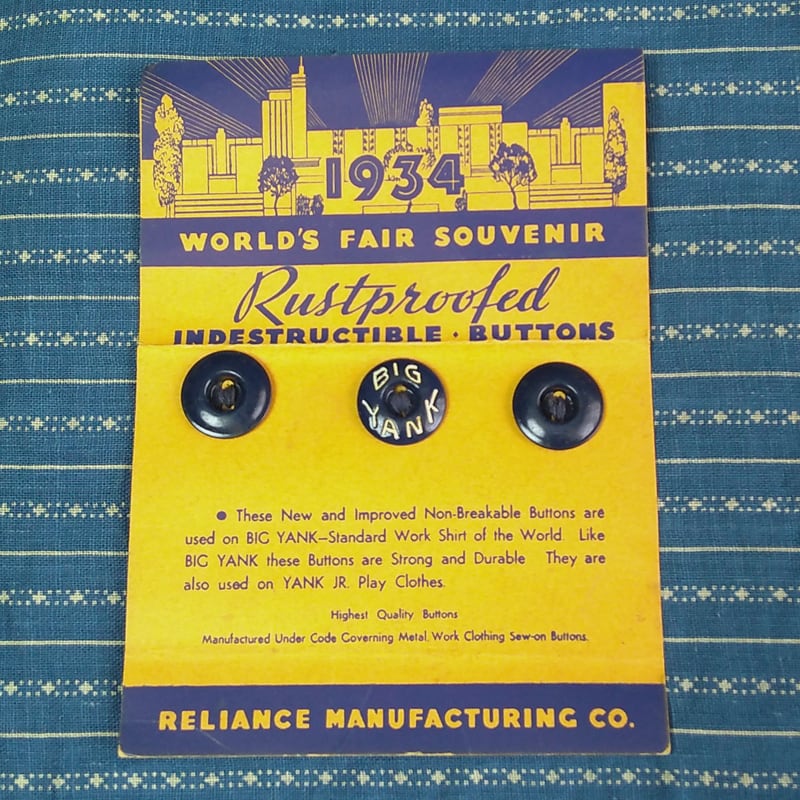 1934
WORLD'S FAIR SOUVENIR
Rustproofed
INDESTRUCTIBLE · BUTTONS
BIG
YANK
● These New and Improved Non-Breakable Buttons are
used on BIG YANK—Standard Work Shirt of the World. Like
BIG YANK these Buttons are Strong and Durable. They are
also used on YANK JR. Play Clothes.
Highest Quality Buttons
Manufactured Under Code Governing Metal, Work Clothing Sew-on Buttons.
RELIANCE MANUFACTURING CO.